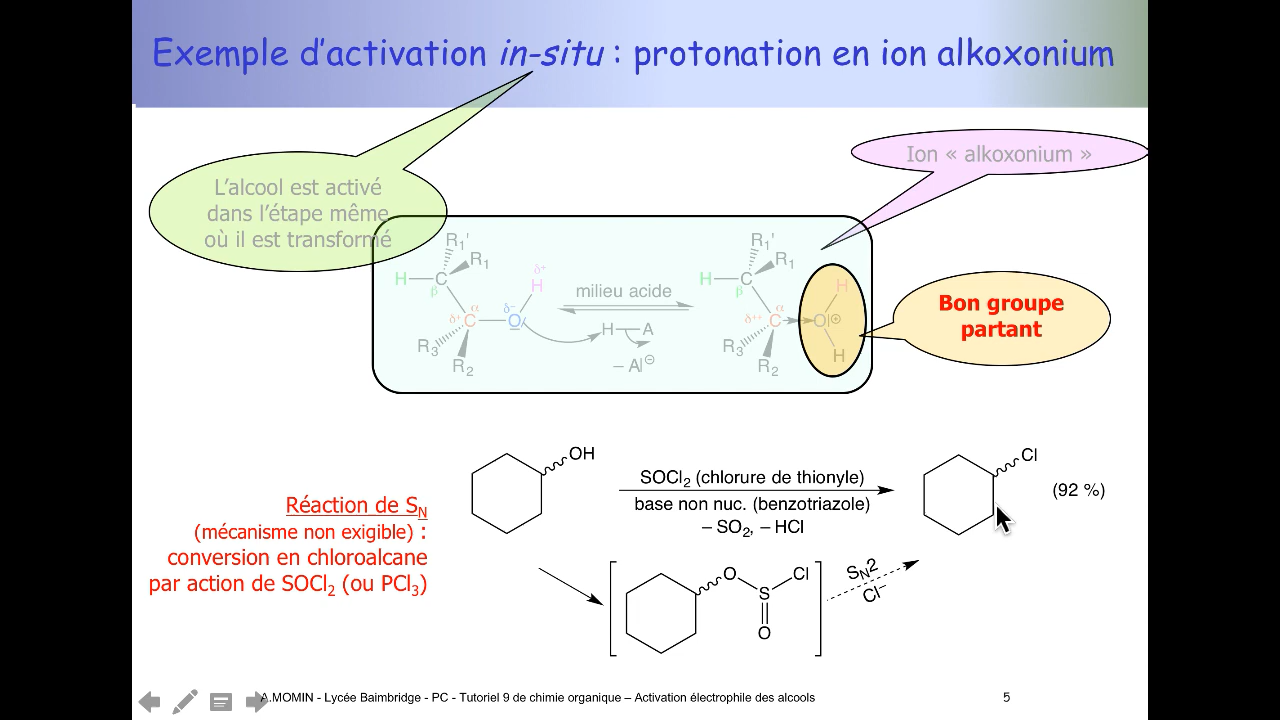 Exemple d'activation in-situ : protonation en ion alkoxonium
L'alcool est activé
dans l'étape même
où il est transformé
Ion « alkoxonium »
R1'
R1
H
C
β
δ+
H
δ+
α
C
δ-
O
R3
R2
milieu acide
H
A
– A|⊖
R1'
R1
H
C
β
H
δ++
α
C
O|⊕
H
R3
R2
Bon groupe
partant
Réaction de SN
(mécanisme non exigible) :
conversion en chloroalcane
par action de SOCl2 (ou PCl3)
OH
SOCl2 (chlorure de thionyle)
base non nuc. (benzotriazole)
– SO2, – HCl
Cl
(92 %)
O
S
Cl
O
SN2
Cl–
A.MOMIN - Lycée Baimbridge - PC - Tutoriel 9 de chimie organique – Activation électrophile des alcools
5